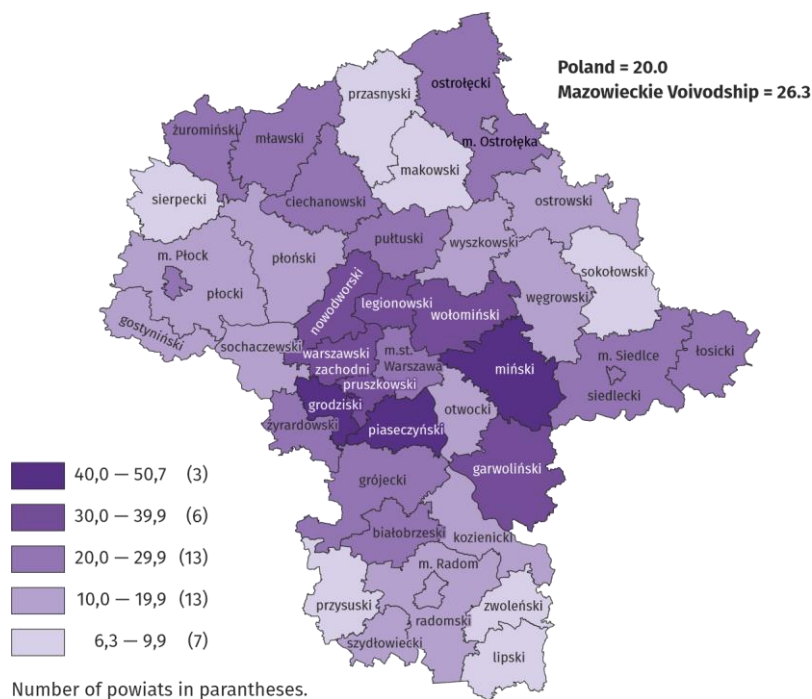 Poland = 20.0
Mazowieckie Voivodship = 26.3
ostrołęcki
przasnyski
żuromiński
mławski
m. Ostrołęka
makowski
sierpecki
ciechanowski
ostrowski
pułtuski
wyszkowski
m. Płock
płoński
sokołowski
nowodworski
legionowski
węgrowski
płocki
wołomiński
gostyniński
sochaczewski
warszawski
zachodni
m.st.
Warszawa
m. Siedlce
łosicki
miński
pruszkowski
siedlecki
grodziski
otwocki
żyrardowski
piaseczyński
garwoliński
grójecki
białobrzeski
kozienicki
m. Radom
przysuski
zwoleński
radomski
szydłowiecki
lipski
40,0 — 50,7 (3)
30,0 — 39,9 (6)
20,0 — 29,9 (13)
10,0 — 19,9 (13)
6,3 — 9,9 (7)
Number of powiats in parantheses.